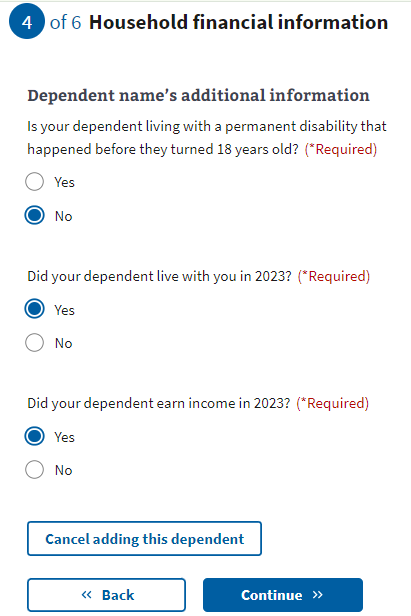 4 of 6 Household financial information
Dependent name’s additional information
Is your dependent living with a permanent disability that
happened before they turned 18 years old? (*Required)
Yes
No
Did your dependent live with you in 2023? (*Required)
Yes
No
Did your dependent earn income in 2023? (*Required)
Yes
No
Cancel adding this dependent
« Back
Continue »